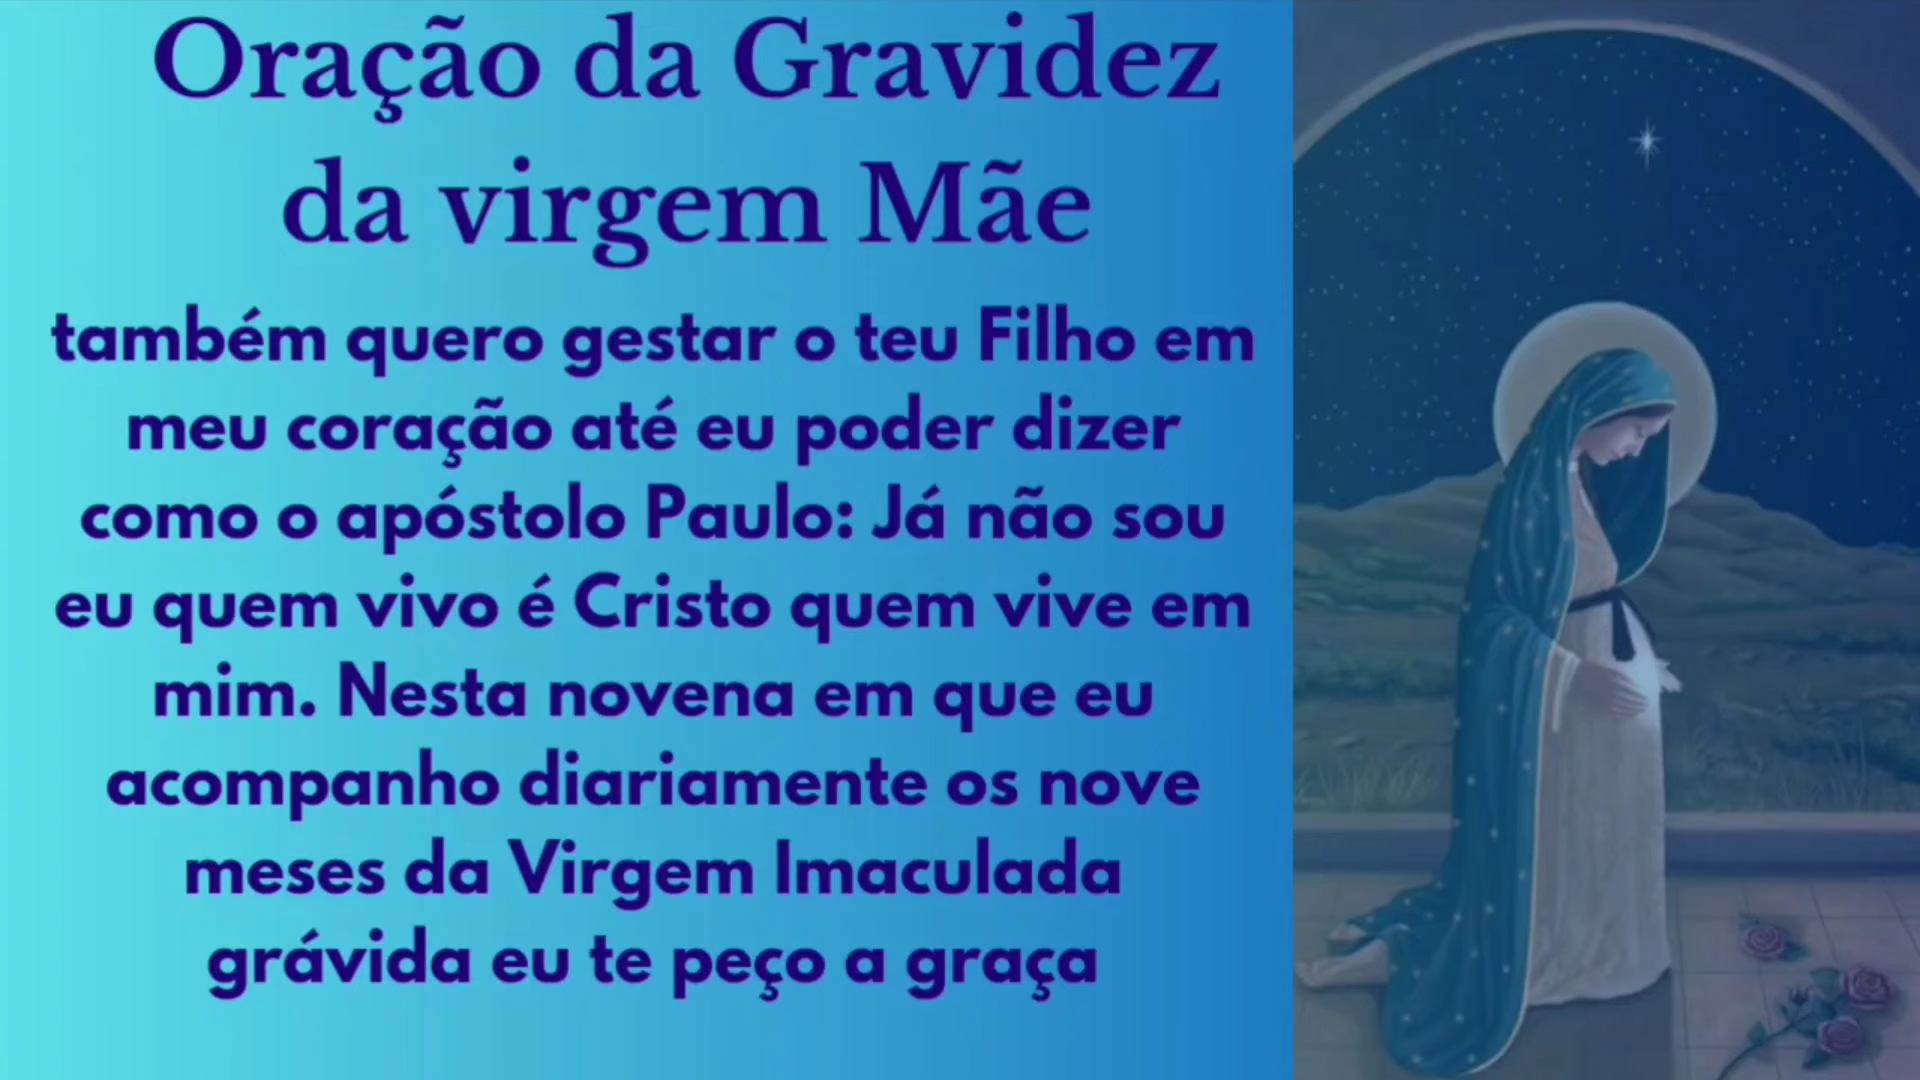 Oração da Gravidez
da virgem Mãe
também quero gestar o teu Filho em
meu coração até eu poder dizer
como o apóstolo Paulo: Já não sou
eu quem vivo é Cristo quem vive em
mim. Nesta novena em que eu
acompanho diariamente os nove
meses da Virgem Imaculada
grávida eu te peço a graça